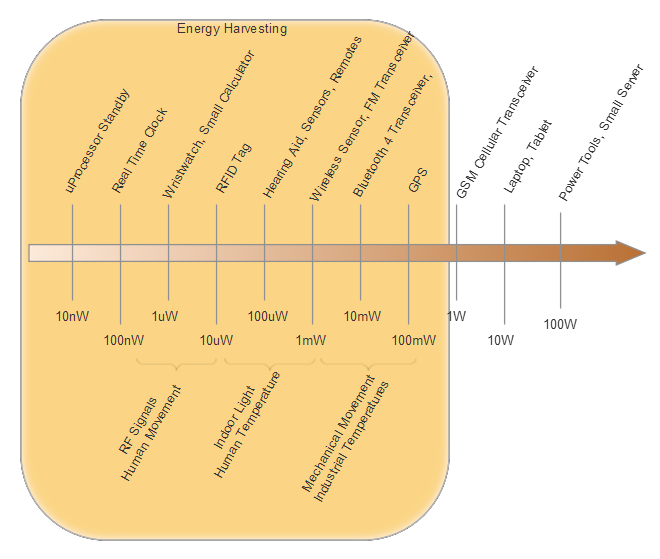 Energy Harvesting
uProcessor Standby
Real Time Clock
Wristwatch, Small Calculator
RFID Tag
Hearing Aid, Sensors, Remotes
Wireless Sensor, FM Transceiver
Bluetooth 4 Transceiver,
GPS
GSM Cellular Transceiver
Laptop, Tablet
Power Tools, Small Server
10nW
100nW
1uW
10uW
100uW
1mW
10mW
100mW
1W
10W
100W
RF Signals
Human Movement
Indoor Light
Human Temperature
Mechanical Movement
Industrial Temperatures